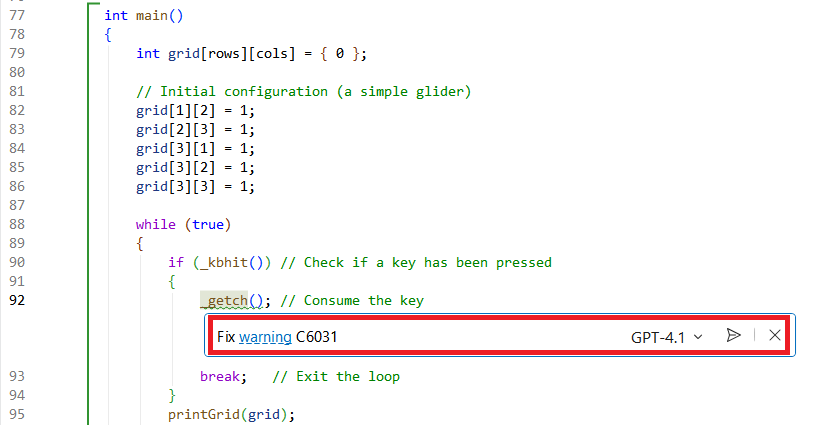 77 int main()
78 {
79     int grid[rows][cols] = { 0 };
80
81     // Initial configuration (a simple glider)
82     grid[1][2] = 1;
83     grid[2][3] = 1;
84     grid[3][1] = 1;
85     grid[3][2] = 1;
86     grid[3][3] = 1;
87
88     while (true)
89     {
90         if (_kbhit()) // Check if a key has been pressed
91         {
92             _getch(); // Consume the key
Fix warning C6031 GPT-4.1
93             break;   // Exit the loop
94         }
95         printGrid(grid);